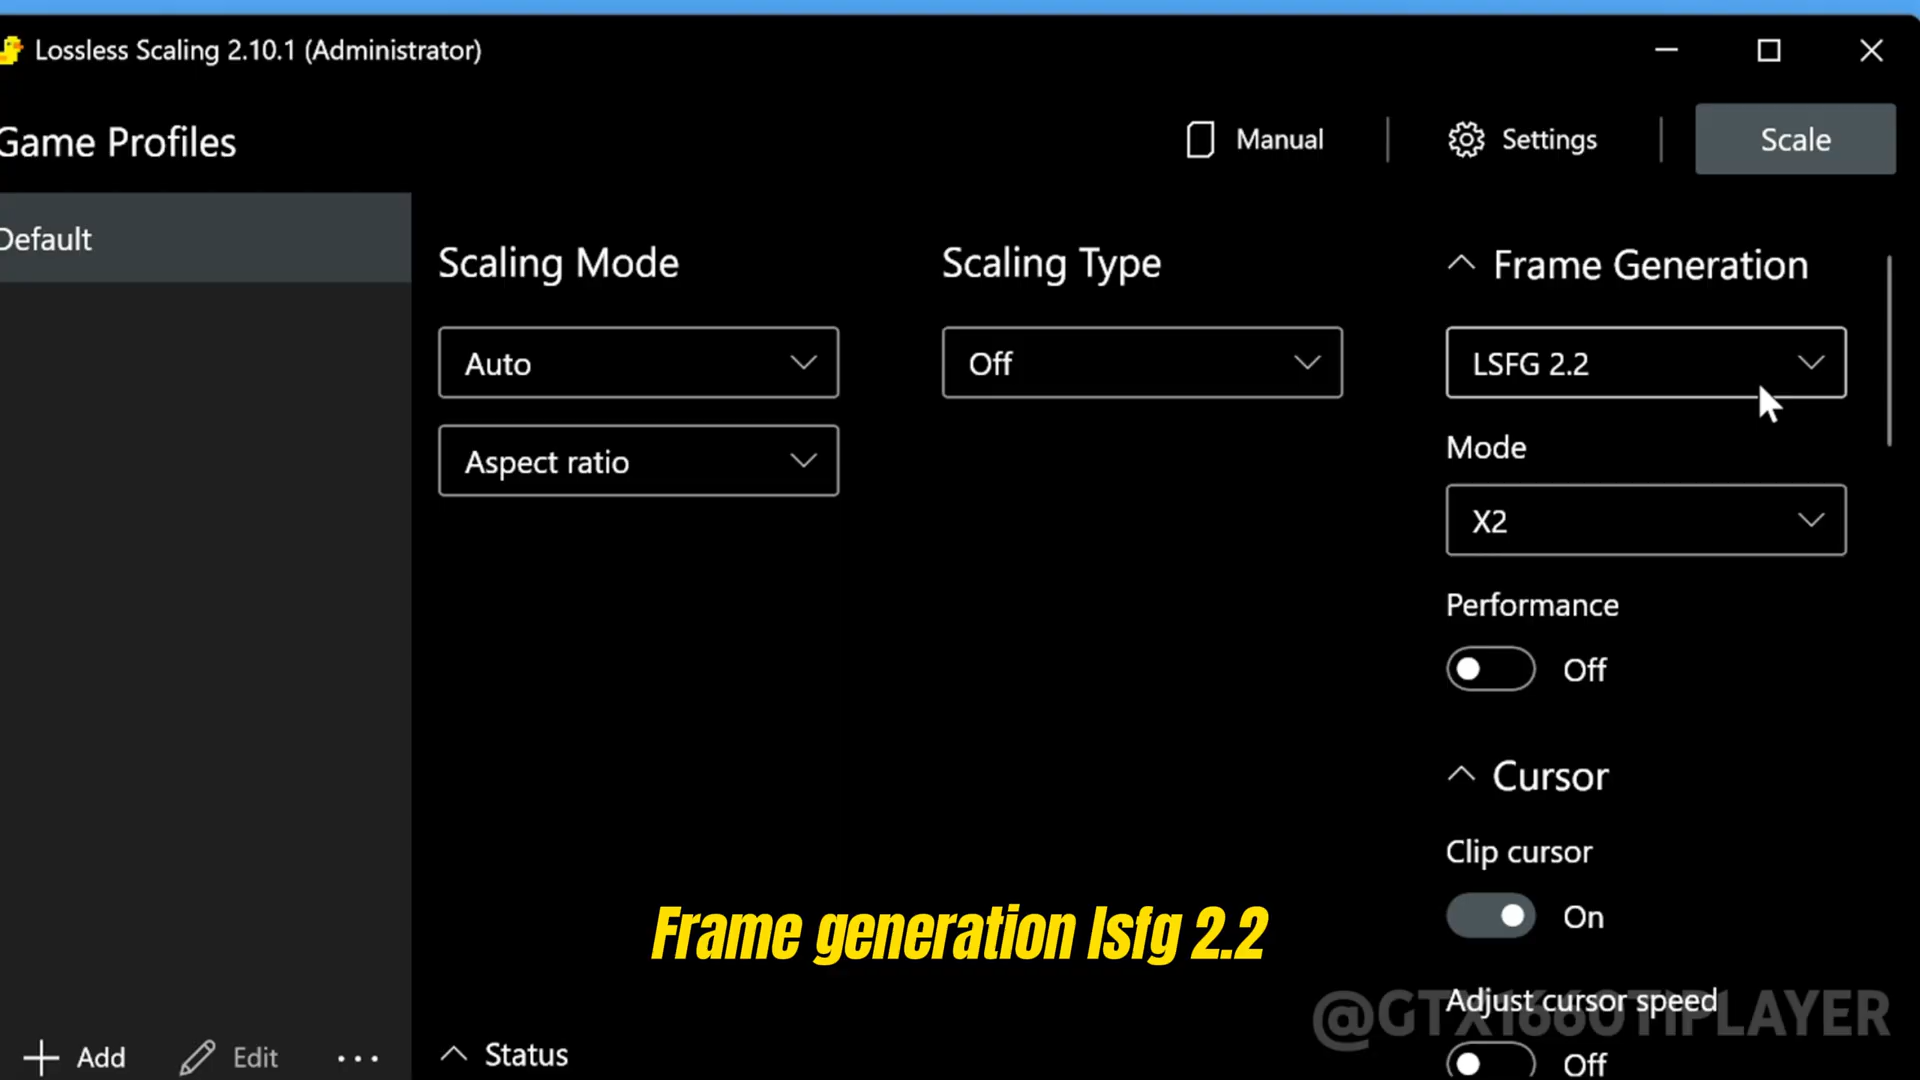 Lossless Scaling 2.10.1 (Administrator)
Game Profiles
Manual
Settings
Scale
Default
Scaling Mode
Auto
Aspect ratio
Scaling Type
Off
Frame Generation
LSFG 2.2
Mode
X2
Performance
Off
Cursor
Clip cursor
On
Adjust cursor speed
Off
Frame generation lsfg 2.2
@GTX1660TIPLAYER
Add
Edit
...
Status